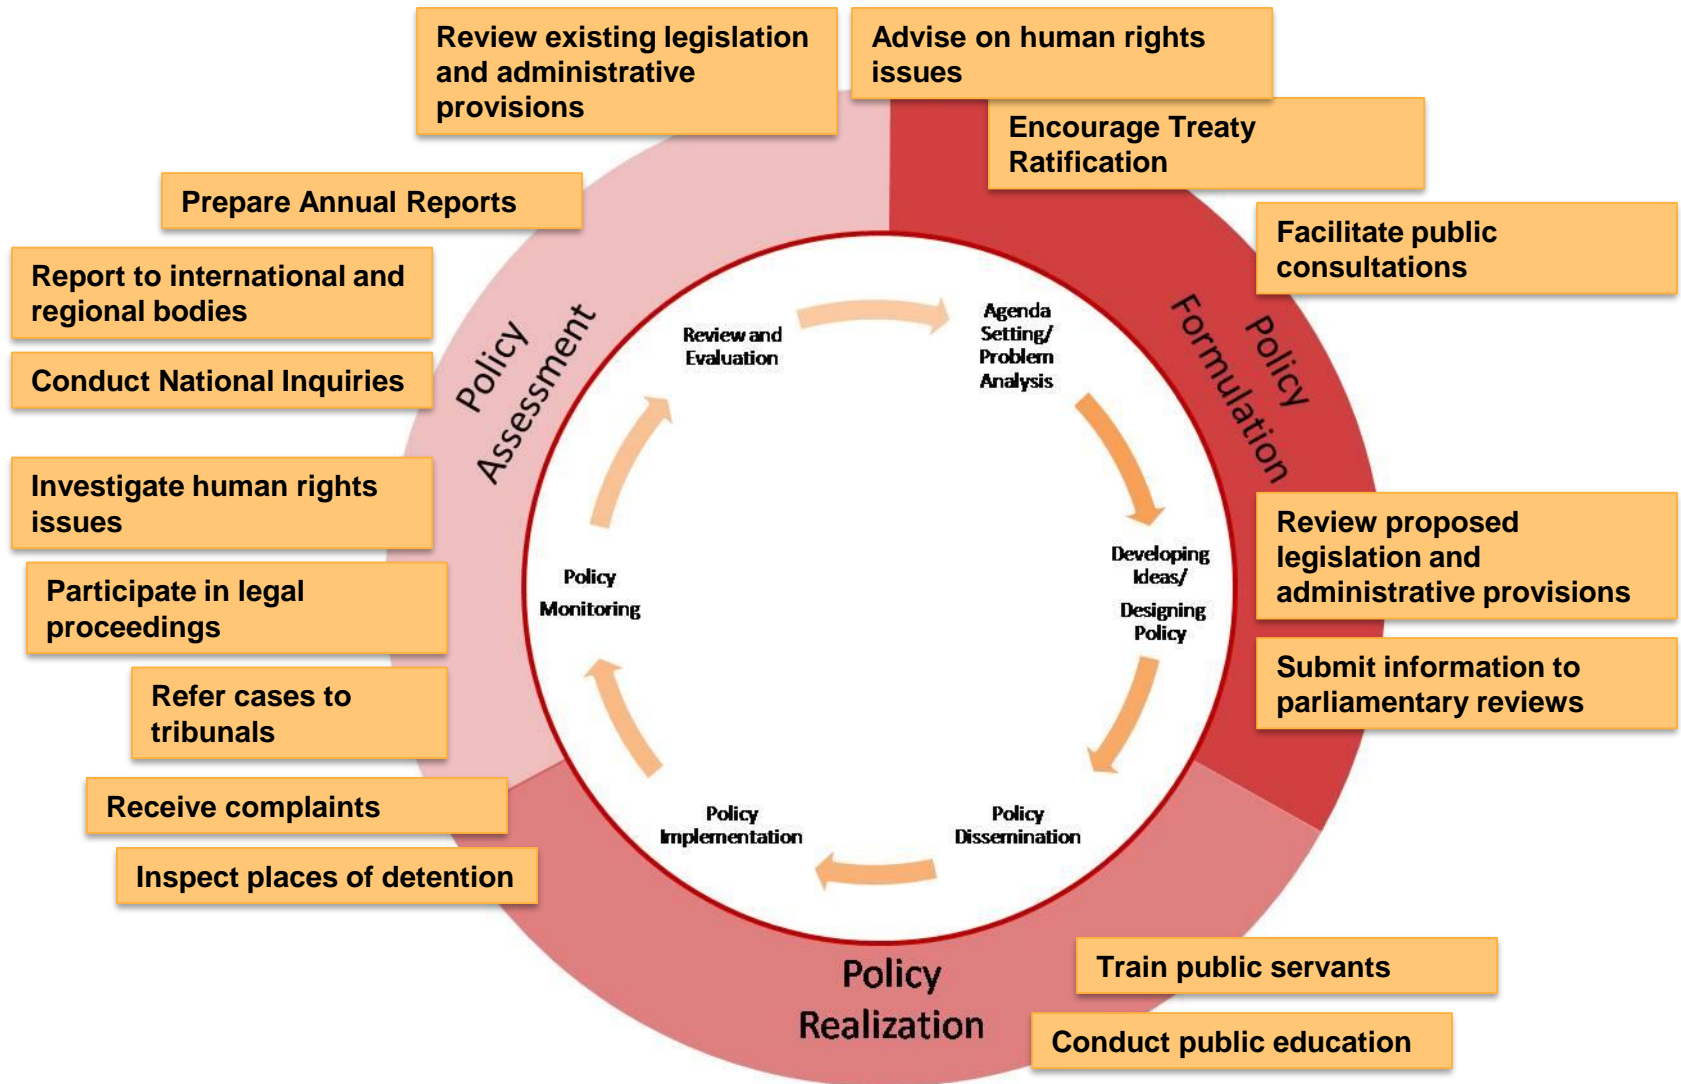 Review existing legislation
and administrative
provisions
Advise on human rights
issues
Encourage Treaty
Ratification
Prepare Annual Reports
Facilitate public
consultations
Report to international and
regional bodies
Conduct National Inquiries
Investigate human rights
issues
Participate in legal
proceedings
Refer cases to
tribunals
Receive complaints
Inspect places of detention
Review proposed
legislation and
administrative provisions
Submit information to
parliamentary reviews
Train public servants
Conduct public education
Policy
Assessment
Policy
Formulation
Policy
Realization
Review and
Evaluation
Agenda
Setting/
Problem
Analysis
Developing
Ideas/
Designing
Policy
Policy
Dissemination
Policy
Implementation
Policy
Monitoring